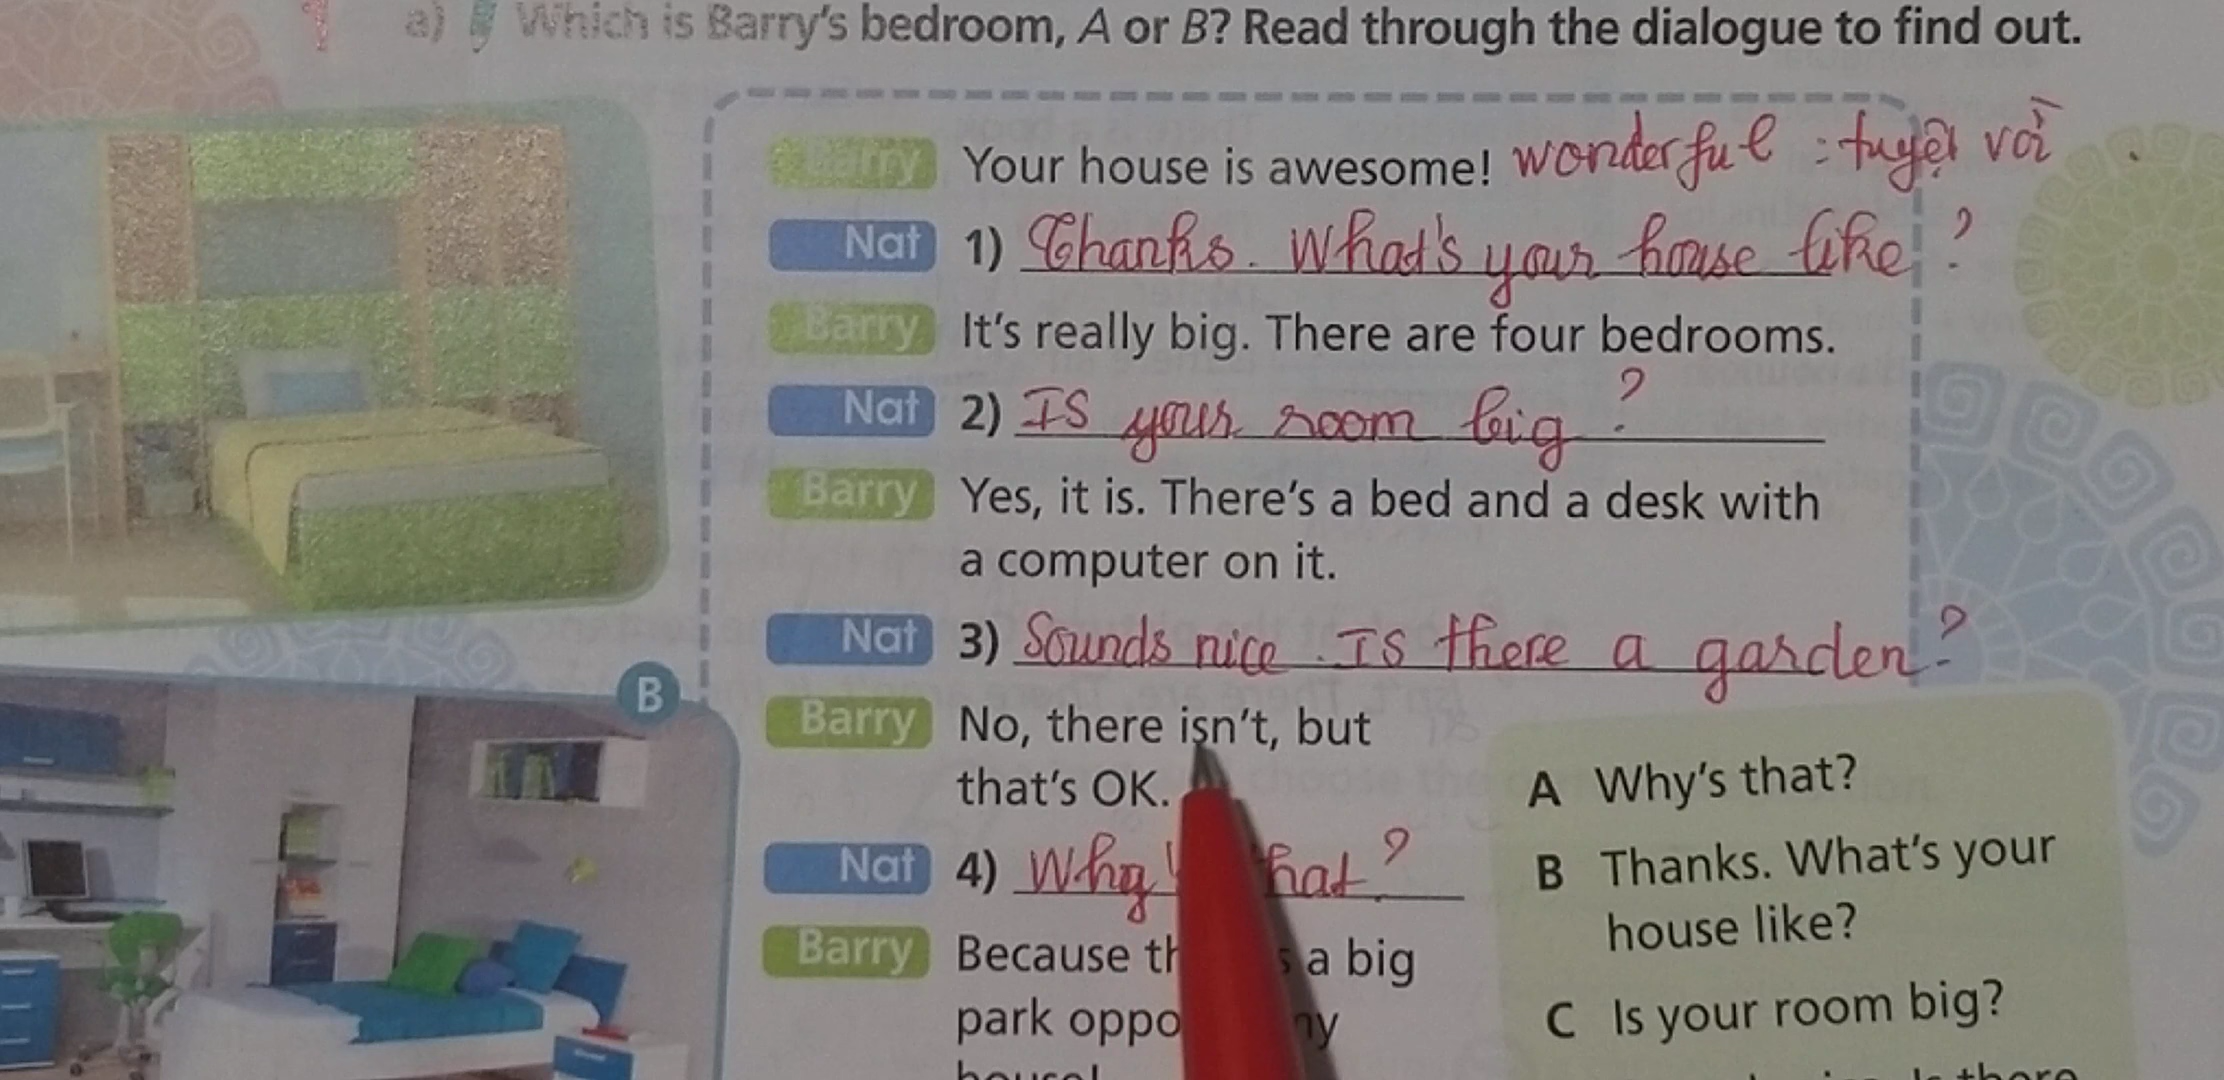 a) Which is Barry's bedroom, A or B? Read through the dialogue to find out.
Barry Your house is awesome! wonderful : tuyệt vời
Nat 1) Thanks. What's your house like ?
Barry It's really big. There are four bedrooms.
Nat 2) Is your room big ?
Barry Yes, it is. There's a bed and a desk with
a computer on it.
Nat 3) Sounds nice. Is there a garden ?
B
Barry No, there isn't, but
that's OK.
Nat 4) Why hat ?
Barry Because a big
park
A Why's that?
B Thanks. What's your
house like?
C Is your room big?